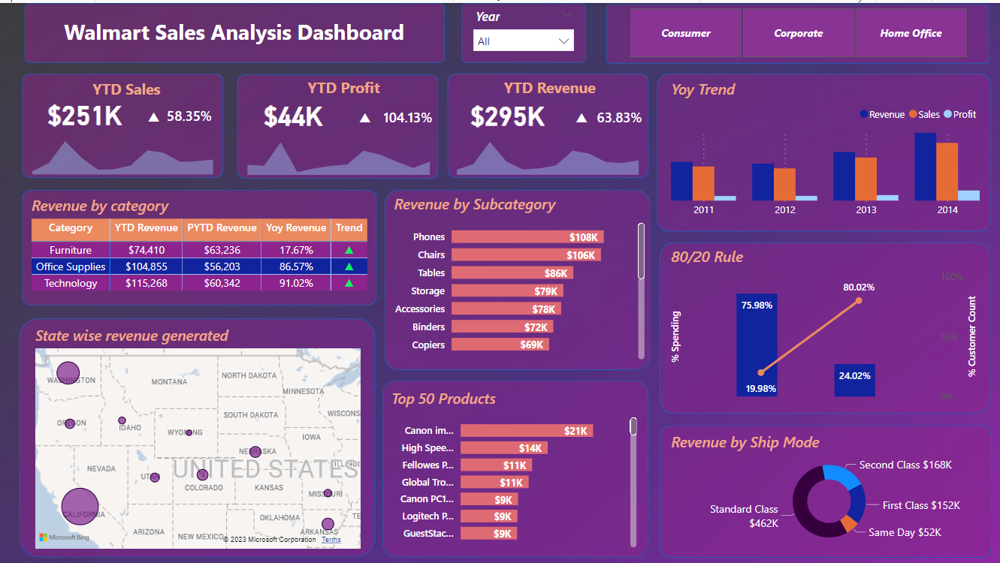 Walmart Sales Analysis Dashboard
Year
All
Consumer
Corporate
Home Office
YTD Sales
$251K ▲ 58.35%
YTD Profit
$44K ▲ 104.13%
YTD Revenue
$295K ▲ 63.83%
Yoy Trend
Revenue Sales Profit
2011 2012 2013 2014
Revenue by category
Category YTD Revenue PYTD Revenue Yoy Revenue Trend
Furniture $74,410 $63,236 17.67% ▲
Office Supplies $104,855 $56,203 86.57% ▲
Technology $115,268 $60,342 91.02% ▲
Revenue by Subcategory
Phones $108K
Chairs $106K
Tables $86K
Storage $79K
Accessories $78K
Binders $72K
Copiers $69K
80/20 Rule
% Spending
75.98%
19.98%
80.02%
24.02%
100%
50%
0%
% Customer Count
State wise revenue generated
WASHINGTON
MONTANA
NORTH DAKOTA
MINNESOTA
OREGON
IDAHO
SOUTH DAKOTA
WISCONS
WYOMING
IOWA
NEBRASKA
NEVADA
UTAH
UNITED STATES
ILLIN
COLORADO
KANSAS
MISSOURI
CALIFORNIA
OKLAHOMA
TE
ARIZONA
NEW MEXICO
ARKANSAS
Microsoft Bing
© 2023 Microsoft Corporation Terms
Top 50 Products
Canon im... $21K
High Spee... $14K
Fellowes P... $11K
Global Tro... $11K
Canon PC1... $9K
Logitech P... $9K
GuestStac... $9K
Revenue by Ship Mode
Second Class $168K
First Class $152K
Same Day $52K
Standard Class
$462K